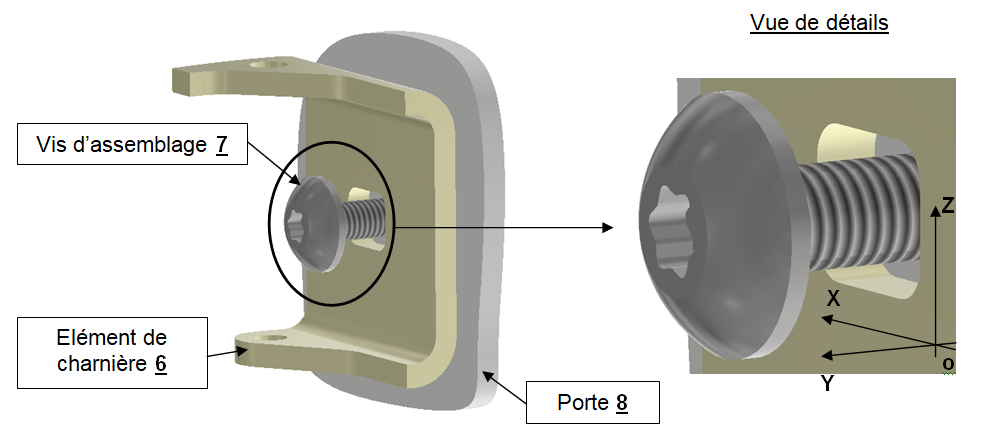 Vue de détails
Vis d’assemblage 7
Elément de
charnière 6
Porte 8
Z
X
Y
o